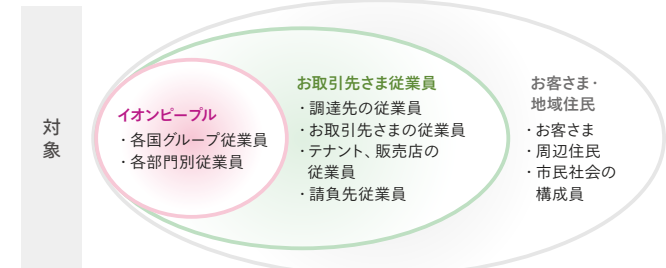 対象
イオンピープル
・各国グループ従業員
・各部門別従業員
お取引先さま従業員
・調達先の従業員
・お取引先さまの従業員
・テナント、販売店の
従業員
・請負先従業員
お客さま・
地域住民
・お客さま
・周辺住民
・市民社会の
構成員